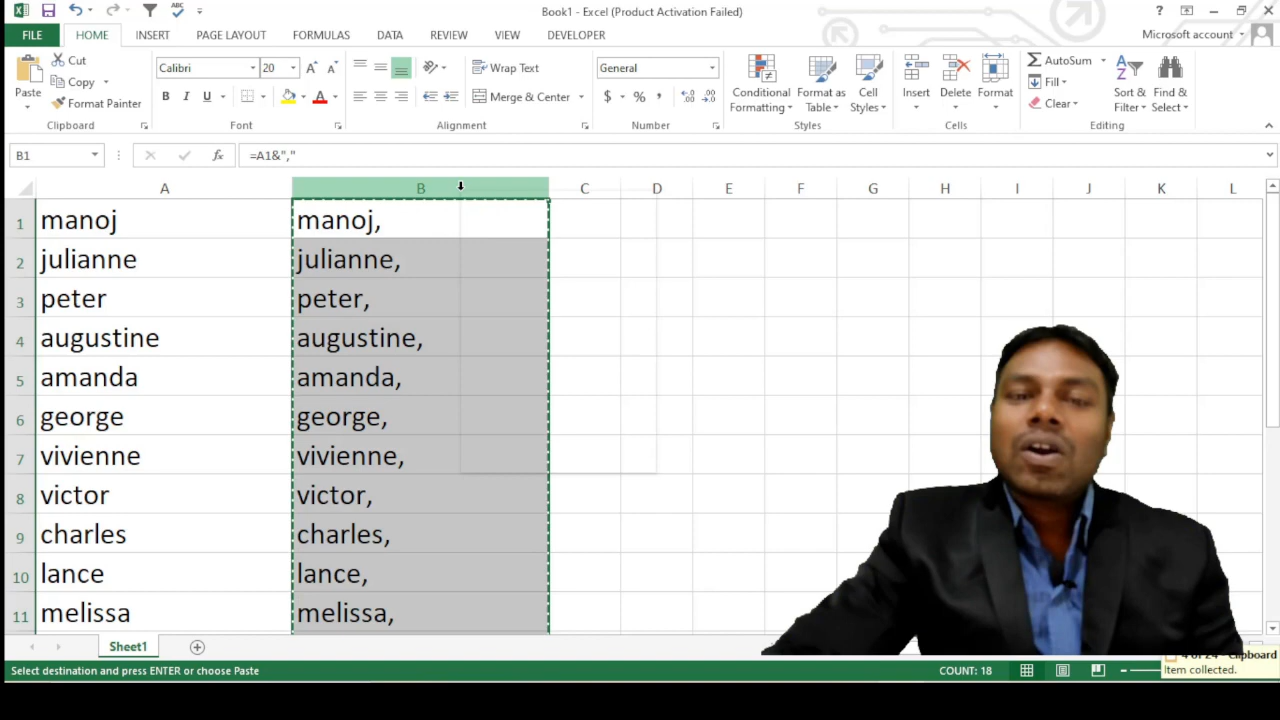 Book1 - Excel (Product Activation Failed)
FILE HOME INSERT PAGE LAYOUT FORMULAS DATA REVIEW VIEW DEVELOPER Microsoft account
Paste
Cut
Copy
Format Painter
Clipboard
Calibri 20
B I U
Font
Wrap Text
Merge & Center
Alignment
General
$ % ,
Number
Conditional Formatting
Format as Table
Cell Styles
Styles
Insert
Delete
Format
Cells
AutoSum
Fill
Clear
Sort & Filter
Find & Select
Editing
B1 fx =A1&","
A B C D E F G H I J K L
1 manoj manoj,
2 julianne julianne,
3 peter peter,
4 augustine augustine,
5 amanda amanda,
6 george george,
7 vivienne vivienne,
8 victor victor,
9 charles charles,
10 lance lance,
11 melissa melissa,
Sheet1
Select destination and press ENTER or choose Paste COUNT: 18
4 of 24 - Clipboard
Item collected.